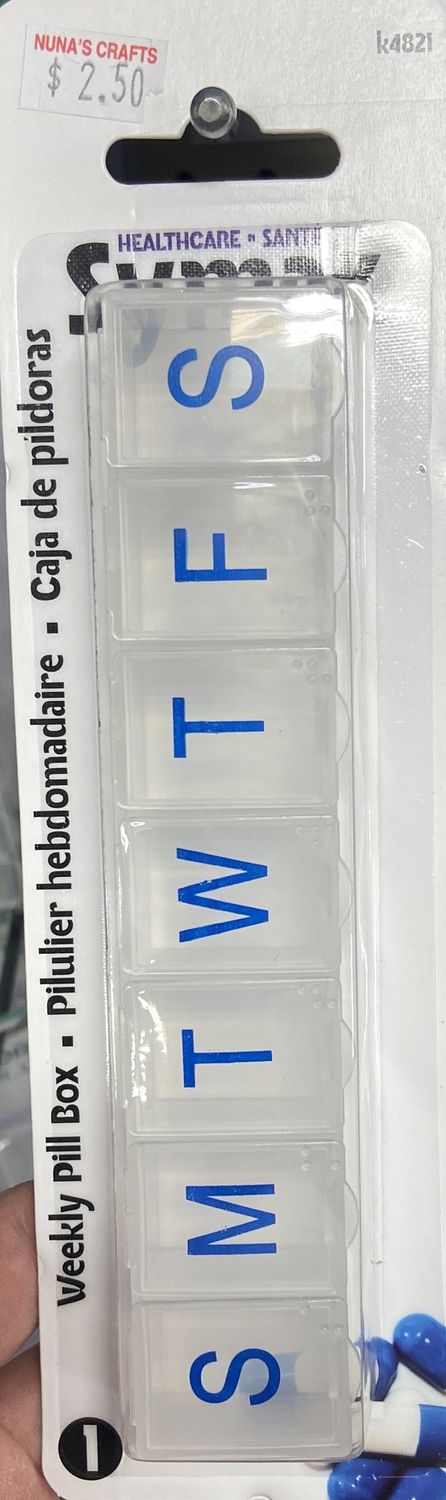 NUNA'S CRAFTS
$ 2.50
k4821
HEALTHCARE • SANTÉ
Weekly Pill Box ▪ Pilulier hebdomadaire ▪ Caja de píldoras
S
F
T
W
T
M
S
1